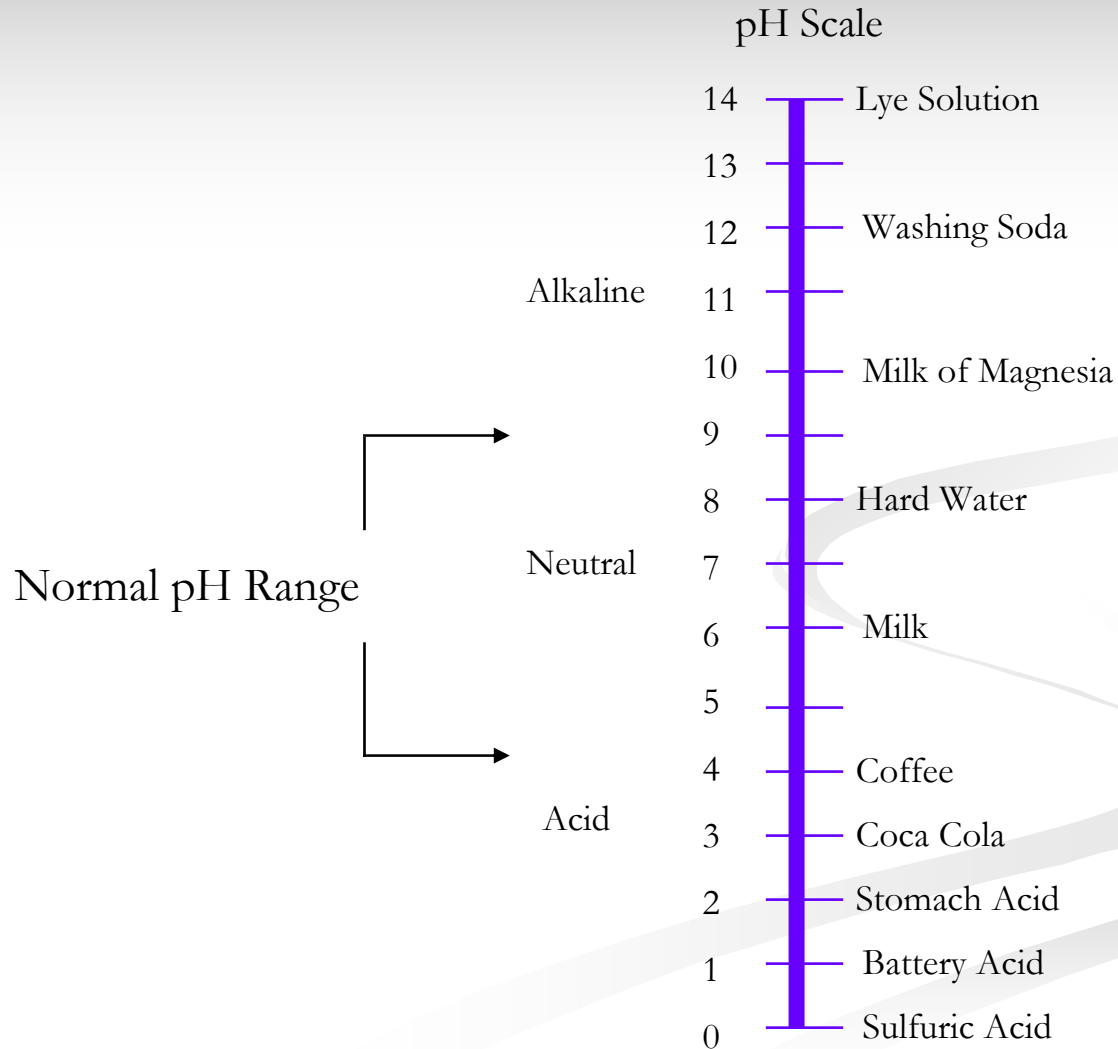 pH Scale
14 Lye Solution
13
12 Washing Soda
Alkaline 11
10 Milk of Magnesia
9
8 Hard Water
Neutral 7
Normal pH Range
6 Milk
5
4 Coffee
Acid
3 Coca Cola
2 Stomach Acid
1 Battery Acid
0 Sulfuric Acid